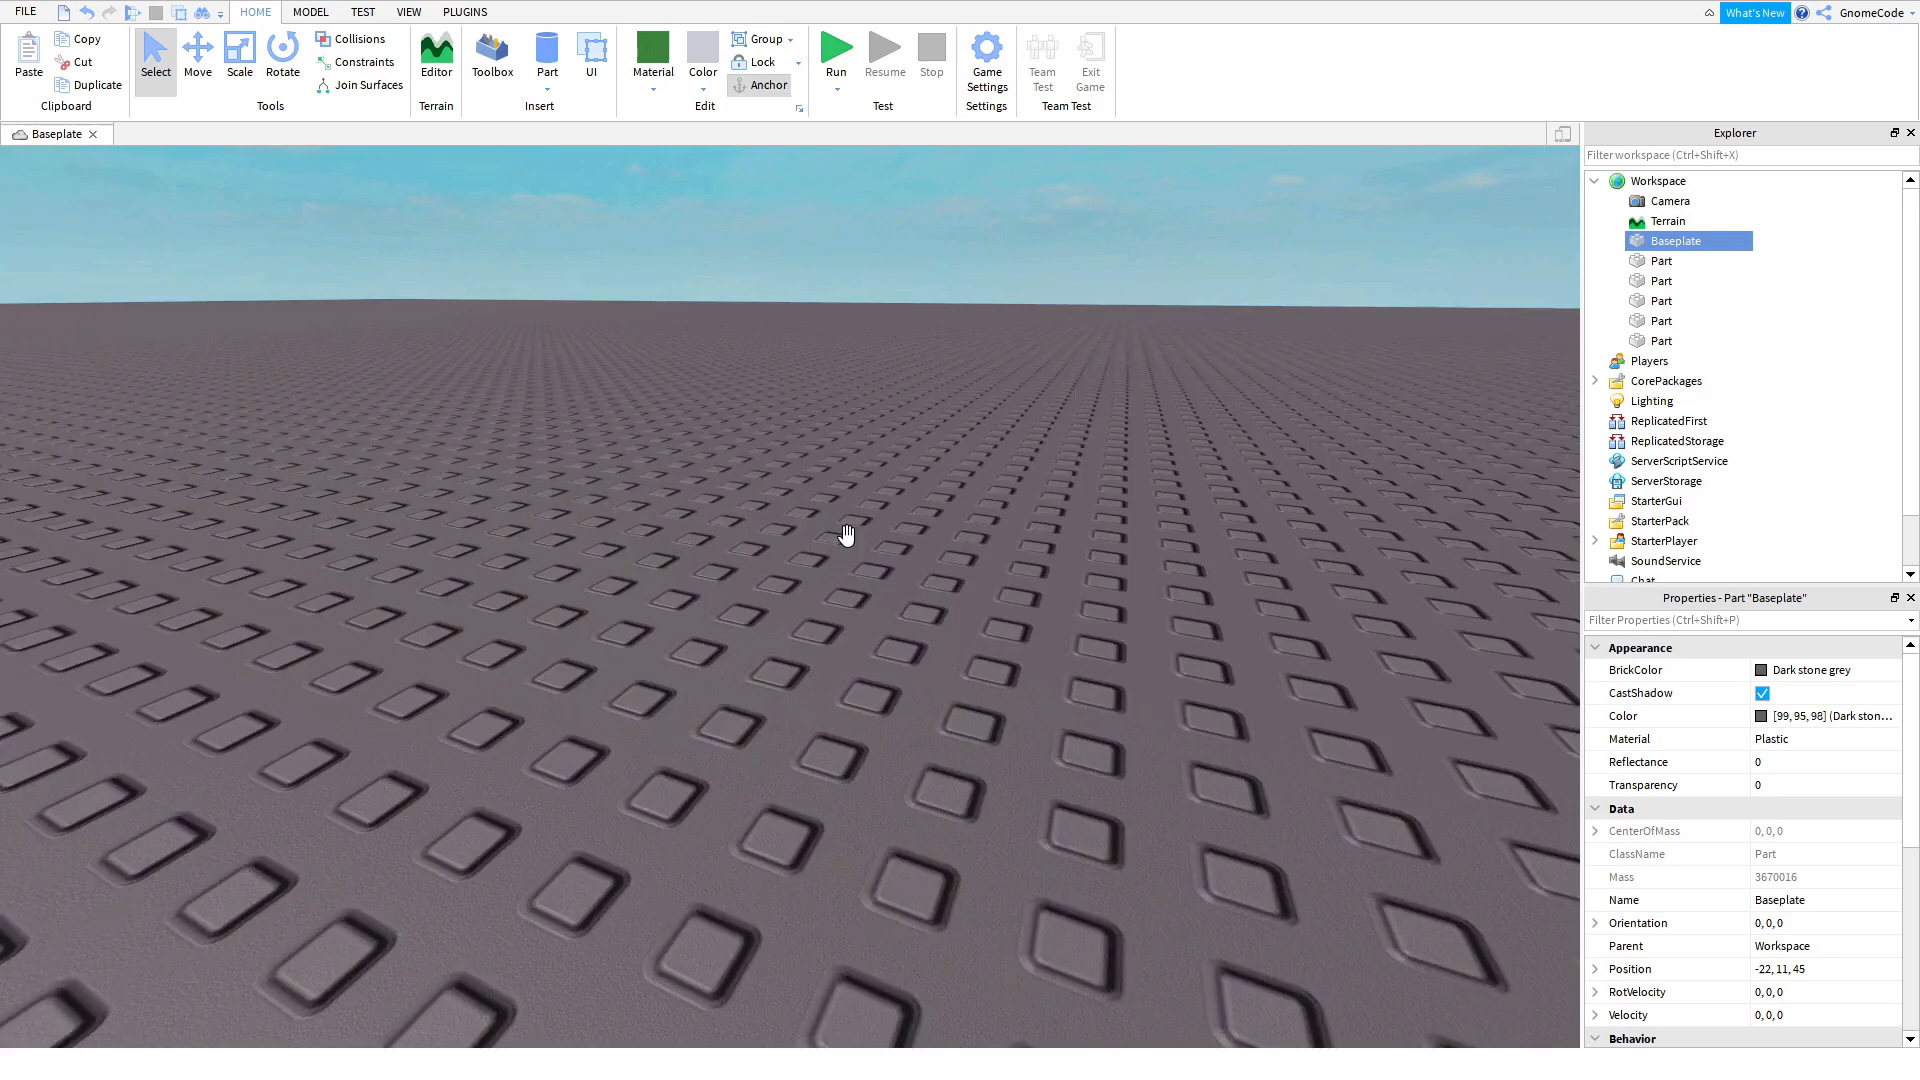 FILE HOME MODEL TEST VIEW PLUGINS What's New GnomeCode
Paste Copy Cut Duplicate Clipboard
Select Move Scale Rotate Collisions Constraints Join Surfaces Tools
Editor Terrain
Toolbox Part UI Insert
Material Color Group Lock Anchor Edit
Run Resume Stop Test
Game Settings Settings
Team Test Exit Game Team Test
Baseplate
Explorer
Filter workspace (Ctrl+Shift+X)
Workspace
Camera
Terrain
Baseplate
Part
Part
Part
Part
Part
Players
CorePackages
Lighting
ReplicatedFirst
ReplicatedStorage
ServerScriptService
ServerStorage
StarterGui
StarterPack
StarterPlayer
SoundService
Chat
Properties - Part "Baseplate"
Filter Properties (Ctrl+Shift+P)
Appearance
BrickColor Dark stone grey
CastShadow
Color [99, 95, 98] (Dark ston...
Material Plastic
Reflectance 0
Transparency 0
Data
CenterOfMass 0, 0, 0
ClassName Part
Mass 3670016
Name Baseplate
Orientation 0, 0, 0
Parent Workspace
Position -22, 11, 45
RotVelocity 0, 0, 0
Velocity 0, 0, 0
Behavior